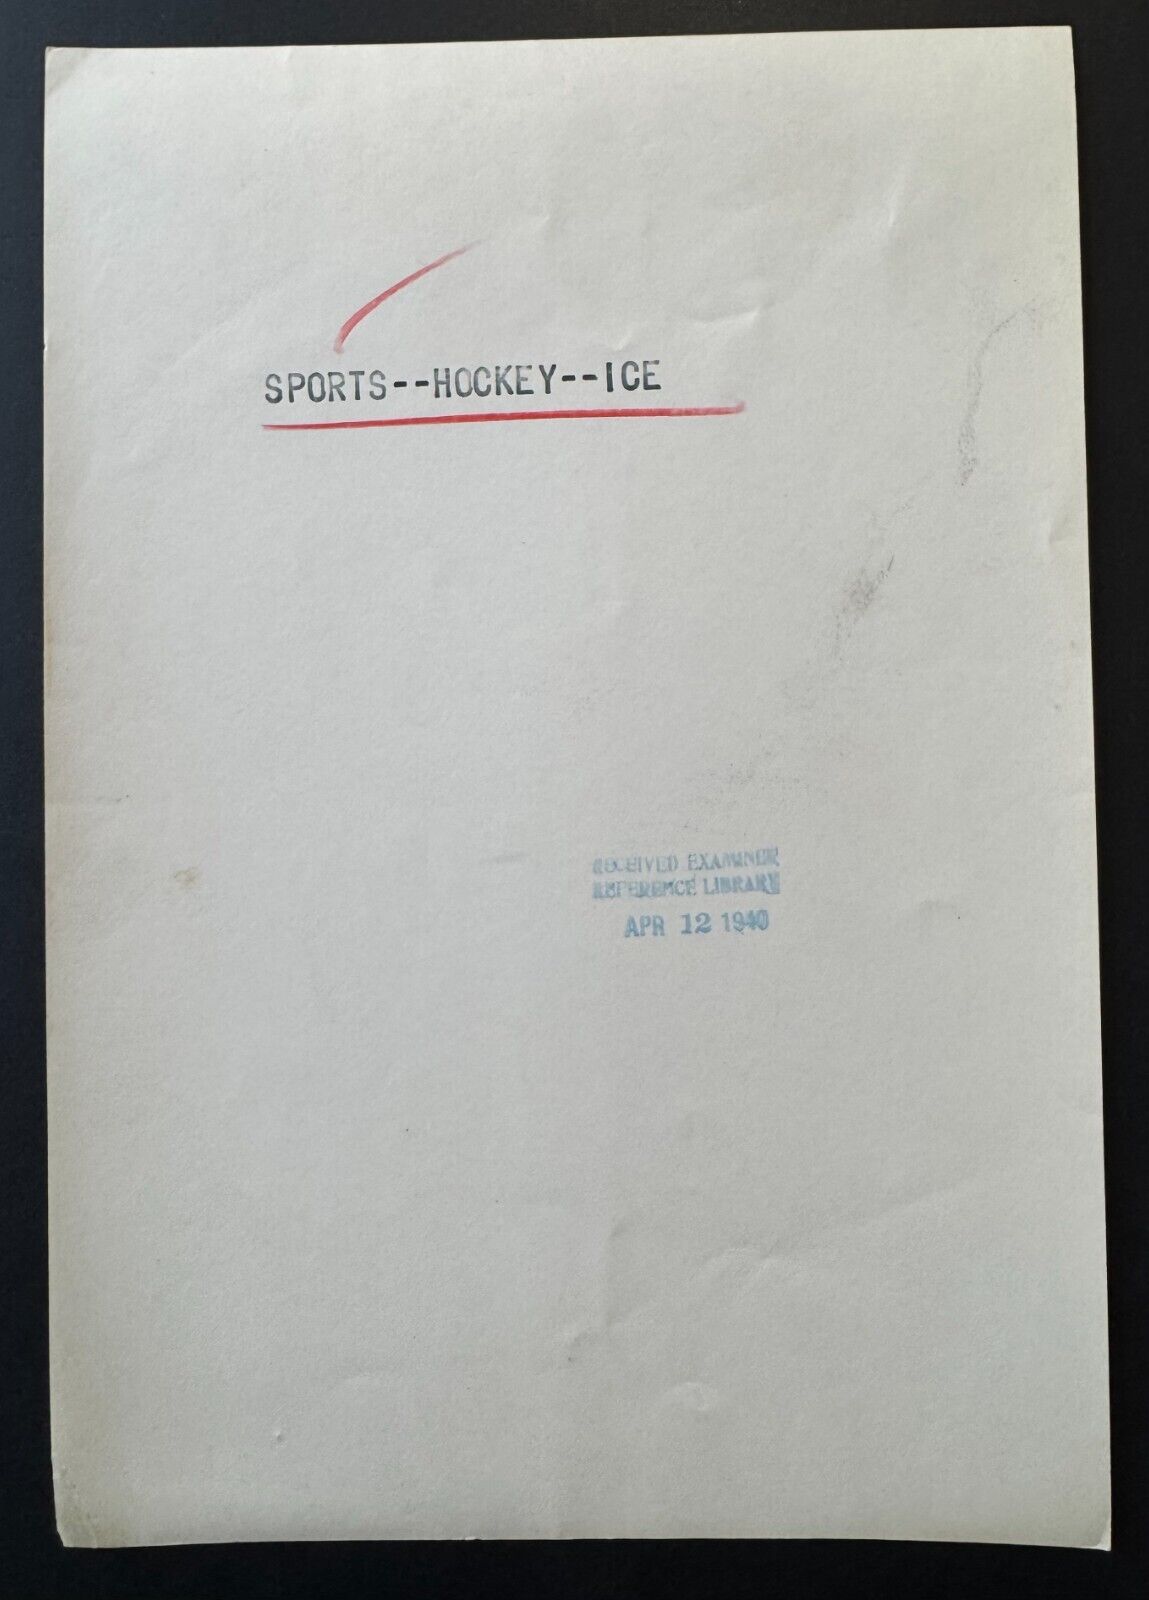 SPORTS--HOCKEY--ICE
RECEIVED EXAMINER
REFERENCE LIBRARY
APR 12 1940